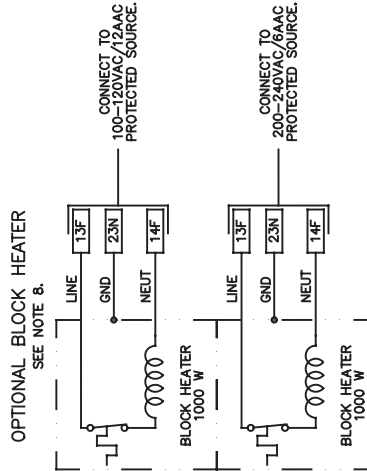 OPTIONAL BLOCK HEATER
SEE NOTE 8.
LINE
13F
GND
23N
NEUT
14F
CONNECT TO
100-120VAC/12AAC
PROTECTED SOURCE.
BLOCK HEATER
1000 W
LINE
13F
GND
23N
NEUT
14F
CONNECT TO
200-240VAC/6AAC
PROTECTED SOURCE.
BLOCK HEATER
1000 W